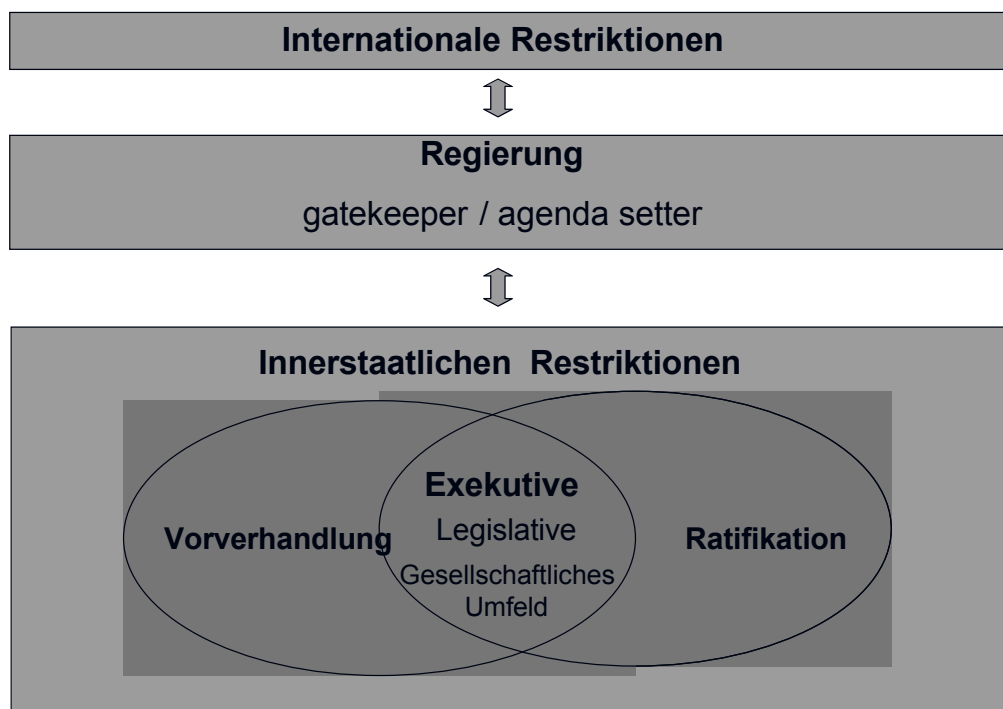 Internationale Restriktionen
Regierung
gatekeeper / agenda setter
Innerstaatlichen Restriktionen
Exekutive
Vorverhandlung
Legislative
Ratifikation
Gesellschaftliches
Umfeld